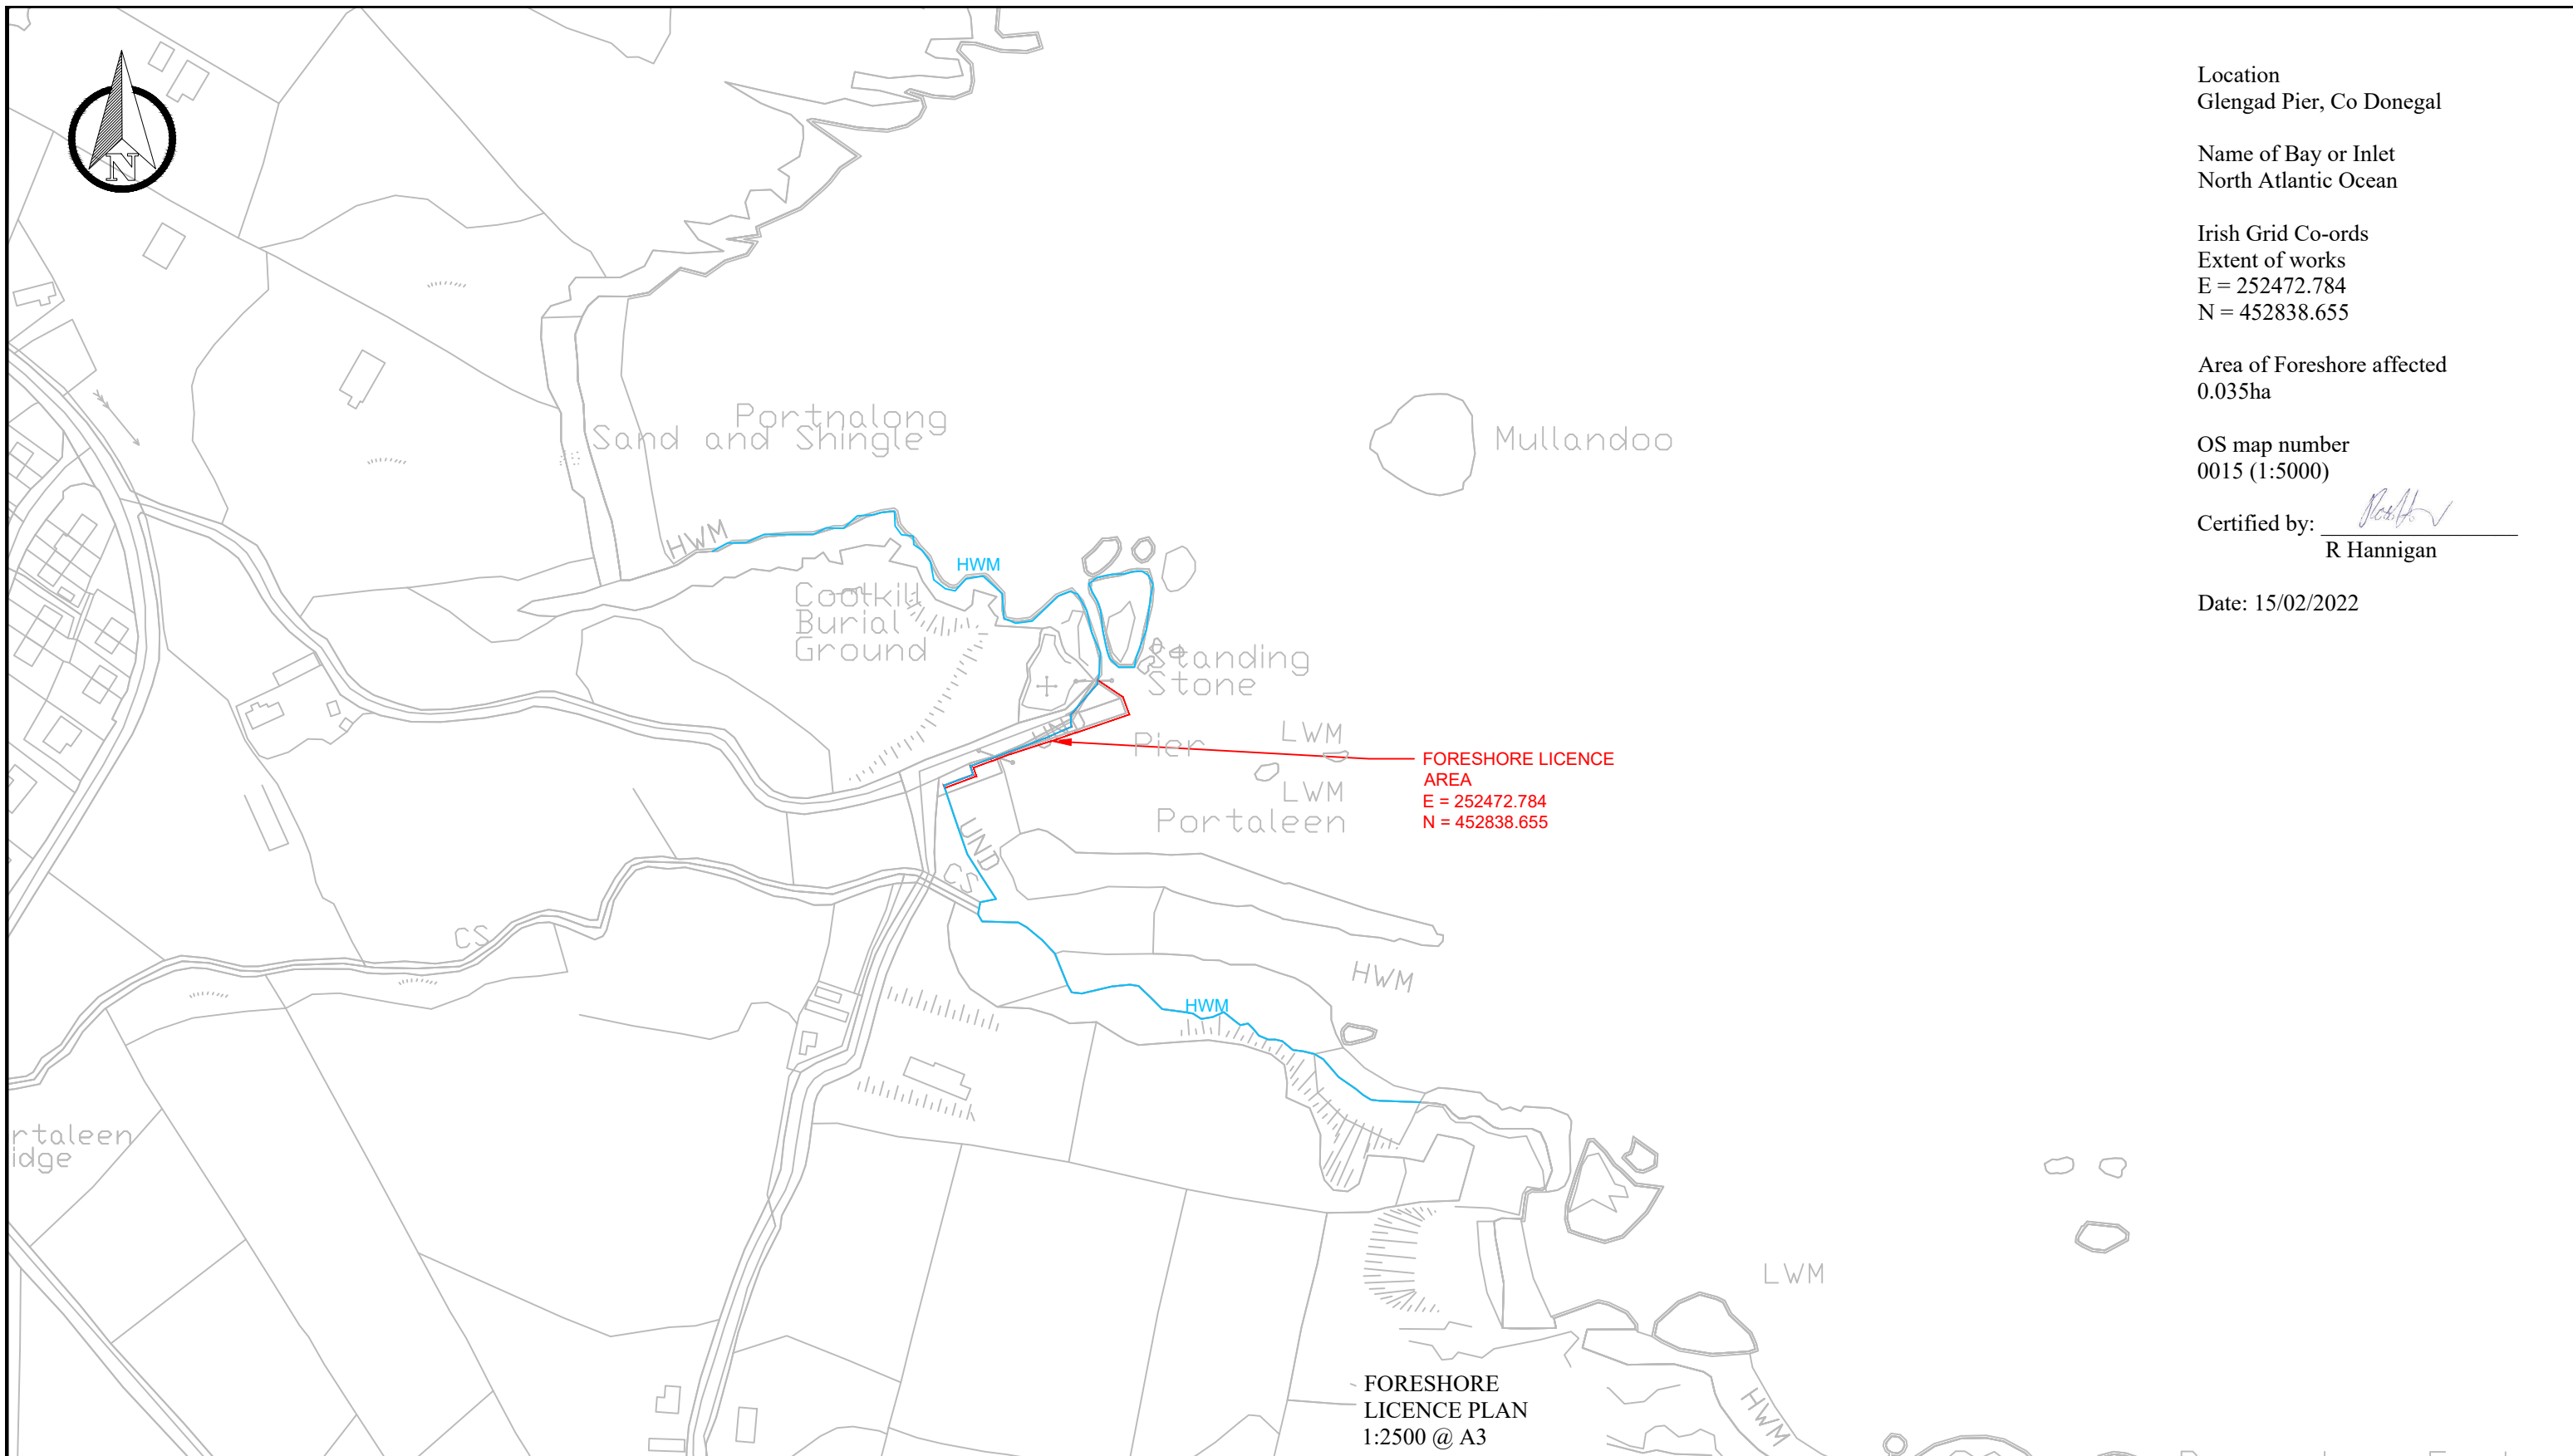 N
Location
Glengad Pier, Co Donegal
Name of Bay or Inlet
North Atlantic Ocean
Irish Grid Co-ords
Extent of works
E = 252472.784
N = 452838.655
Area of Foreshore affected
0.035ha
OS map number
0015 (1:5000)
Certified by:
R Hannigan
Date: 15/02/2022
Portnalong
Sand and Shingle
Mullandoo
HWM
HWM
Cootkill
Burial
Ground
Standing
Stone
UND
Pier
LWM
LWM
Portaleen
FORESHORE LICENCE
AREA
E = 252472.784
N = 452838.655
UND
CS
CS
HWM
HWM
rtaleen
idge
LWM
HWM
FORESHORE
LICENCE PLAN
1:2500 @ A3